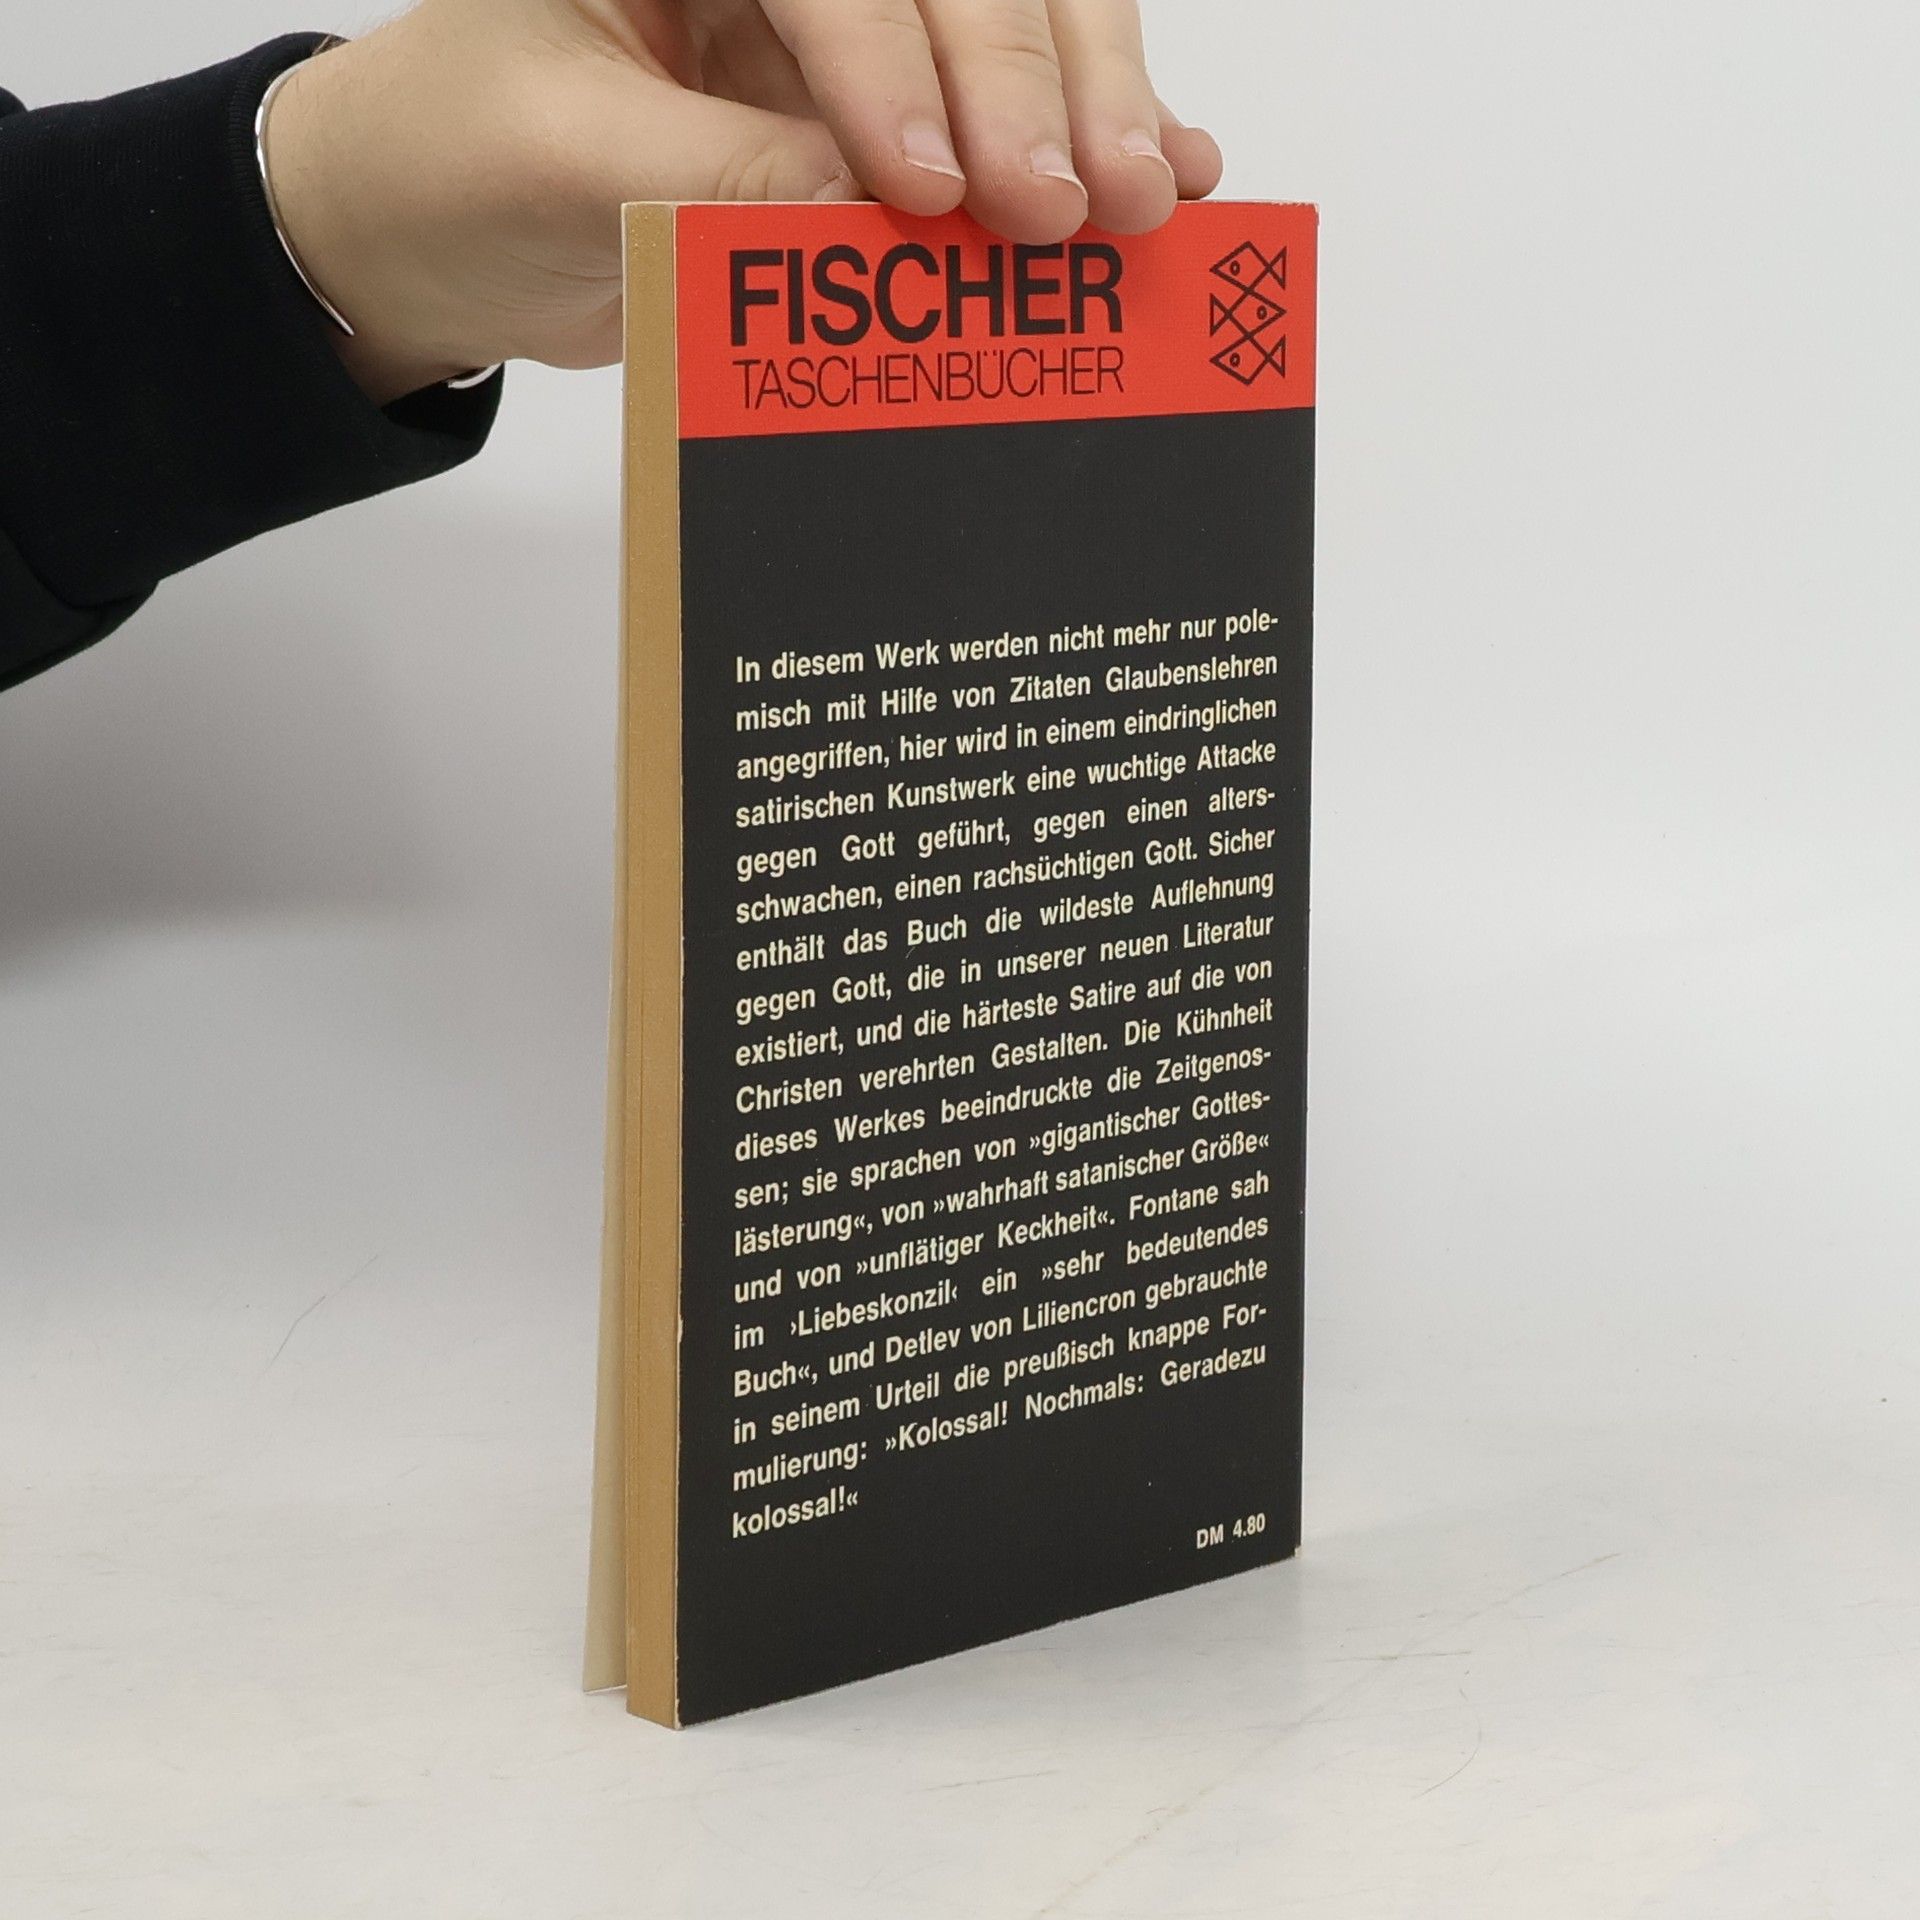 FISCHER
TASCHENBÜCHER
In diesem Werk werden nicht mehr nur pole-
misch mit Hilfe von Zitaten Glaubenslehren
angegriffen, hier wird in einem eindringlichen
satirischen Kunstwerk eine wuchtige Attacke
gegen Gott geführt, gegen einen alters-
schwachen, einen rachsüchtigen Gott. Sicher
enthält das Buch die wildeste Auflehnung
gegen Gott, die in unserer neuen Literatur
existiert, und die härteste Satire auf die von
Christen verehrten Gestalten. Die Kühnheit
dieses Werkes beeindruckte die Zeitgenos-
sen; sie sprachen von »gigantischer Gottes-
lästerung«, von »wahrhaft satanischer Größe«
und von »unflätiger Keckheit«. Fontane sah
im ›Liebeskonzil‹ ein »sehr bedeutendes
Buch«, und Detlev von Liliencron gebrauchte
in seinem Urteil die preußisch knappe For-
mulierung: »Kolossal! Nochmals: Geradezu
kolossal!«
DM 4.80